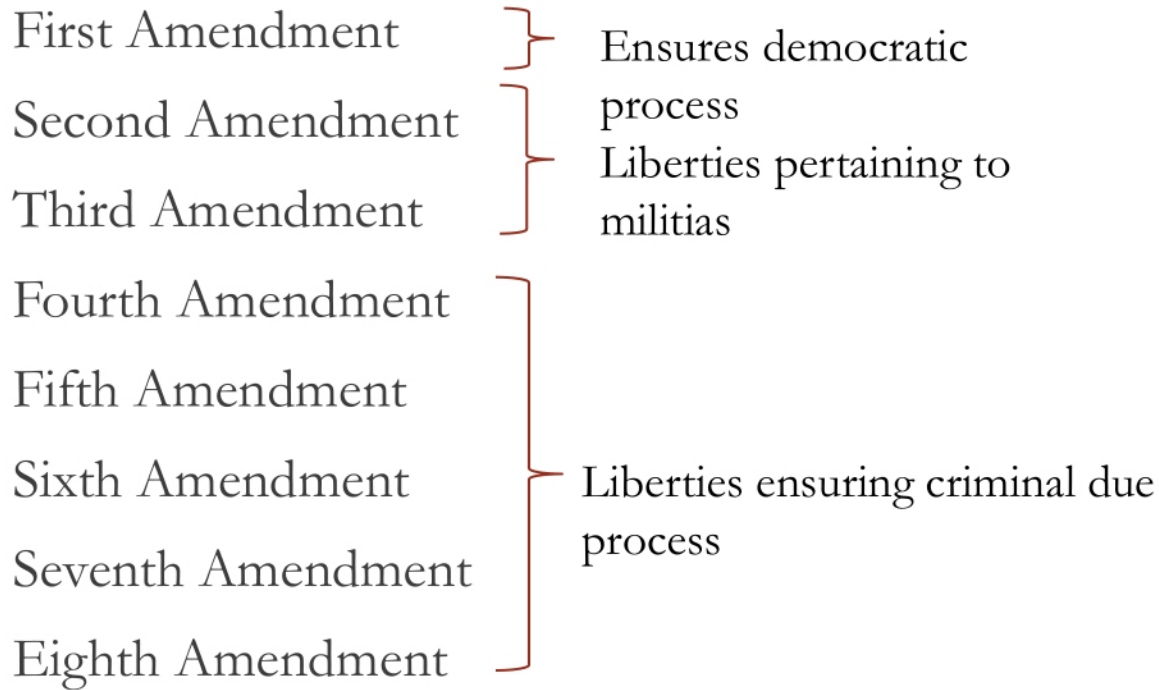 First Amendment
Ensures democratic
process
Second Amendment
Third Amendment
Liberties pertaining to
militias
Fourth Amendment
Fifth Amendment
Sixth Amendment
Seventh Amendment
Eighth Amendment
Liberties ensuring criminal due
process